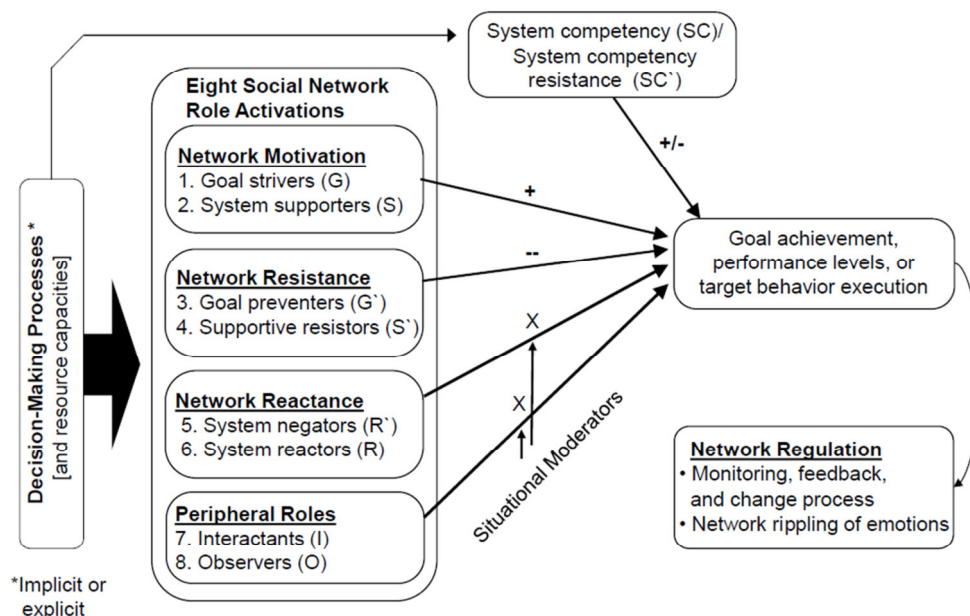 System competency (SC)/
System competency
resistance (SC`)
Eight Social Network
Role Activations
+/-
Network Motivation
1. Goal strivers (G)
2. System supporters (S)
+
Decision-Making Processes *
[and resource capacities]
Goal achievement,
performance levels, or
target behavior execution
--
Network Resistance
3. Goal preventers (G`)
4. Supportive resistors (S`)
X
Network Reactance
5. System negators (R`)
6. System reactors (R)
X
Situational Moderators
Network Regulation
• Monitoring, feedback,
and change process
• Network rippling of emotions
Peripheral Roles
7. Interactants (I)
8. Observers (O)
*Implicit or
explicit